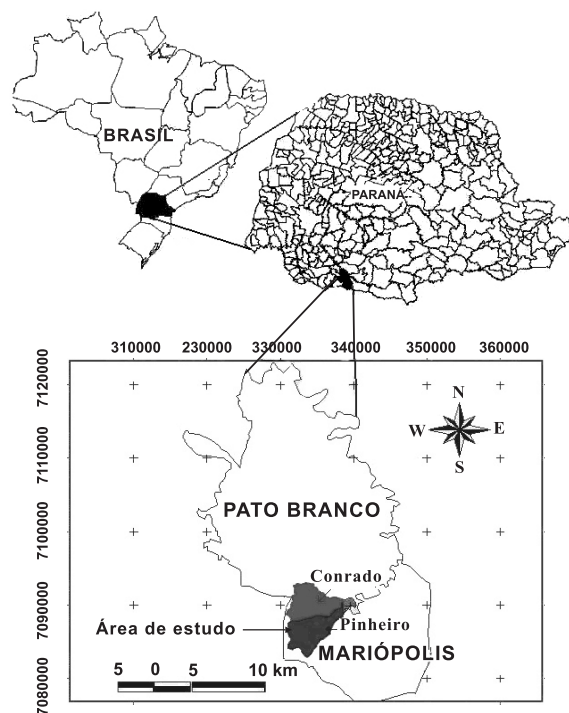 BRASIL
PARANÁ
310000 230000 330000 340000 350000 360000
7120000
7110000
7100000
7090000
7080000
N
W E
S
PATO BRANCO
Conrado
Área de estudo
Pinheiro
MARIÓPOLIS
5 0 5 10 km